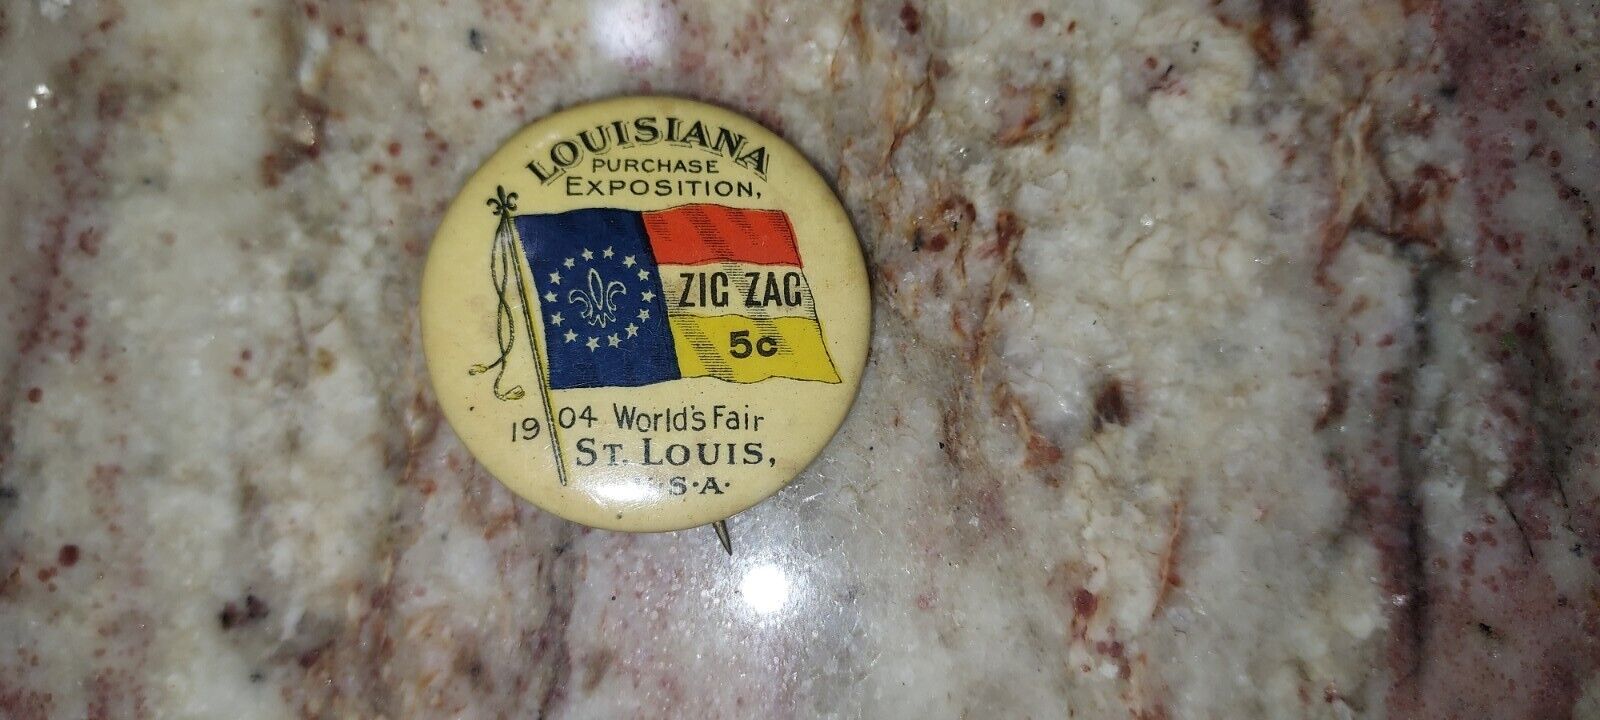 LOUISIANA
PURCHASE
EXPOSITION,
ZIG ZAG
5c
1904 World's Fair
ST. LOUIS,
U.S.A.